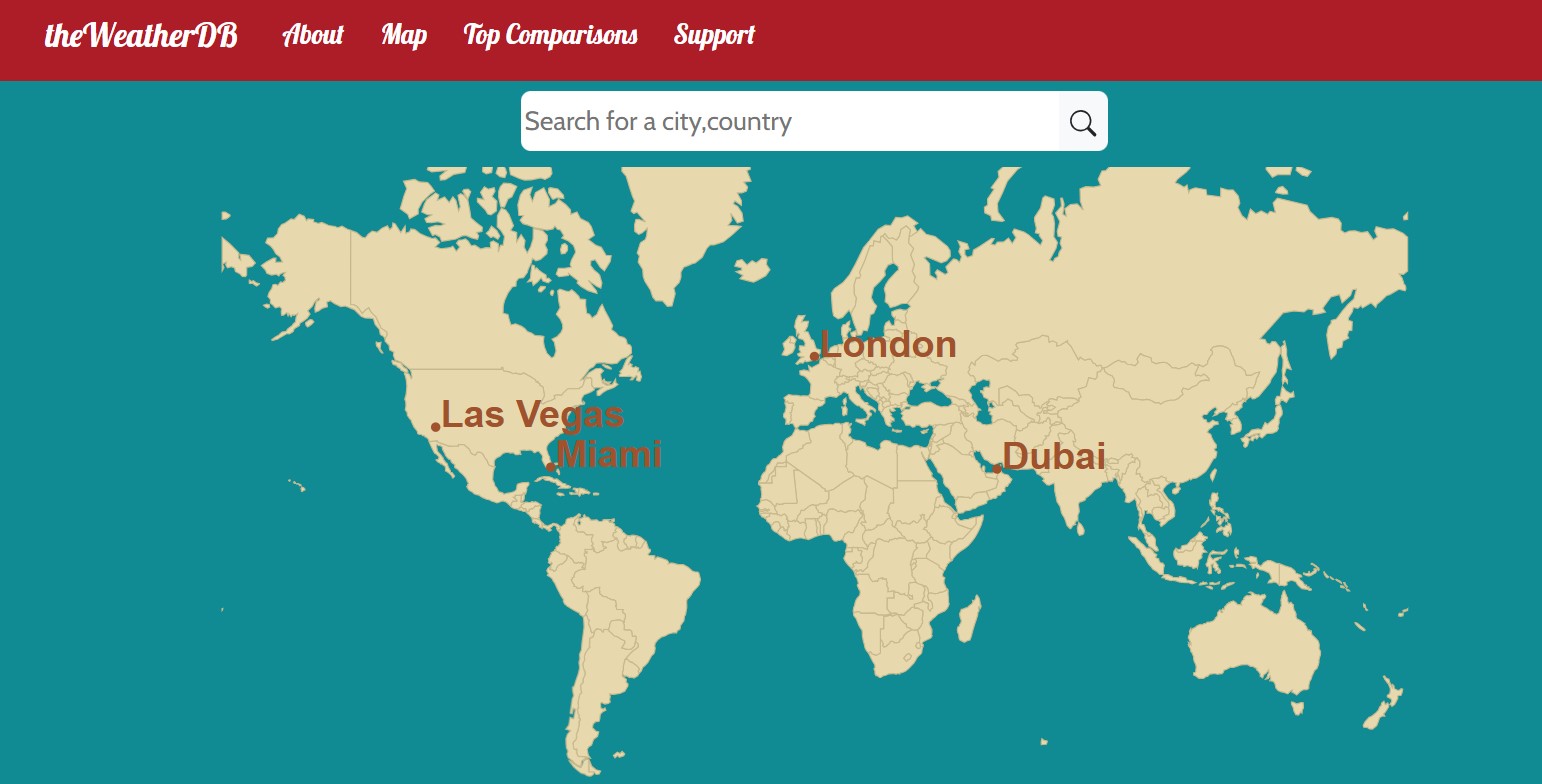 theWeatherDB About Map Top Comparisons Support
Search for a city,country
London
Las Vegas
Miami
Dubai